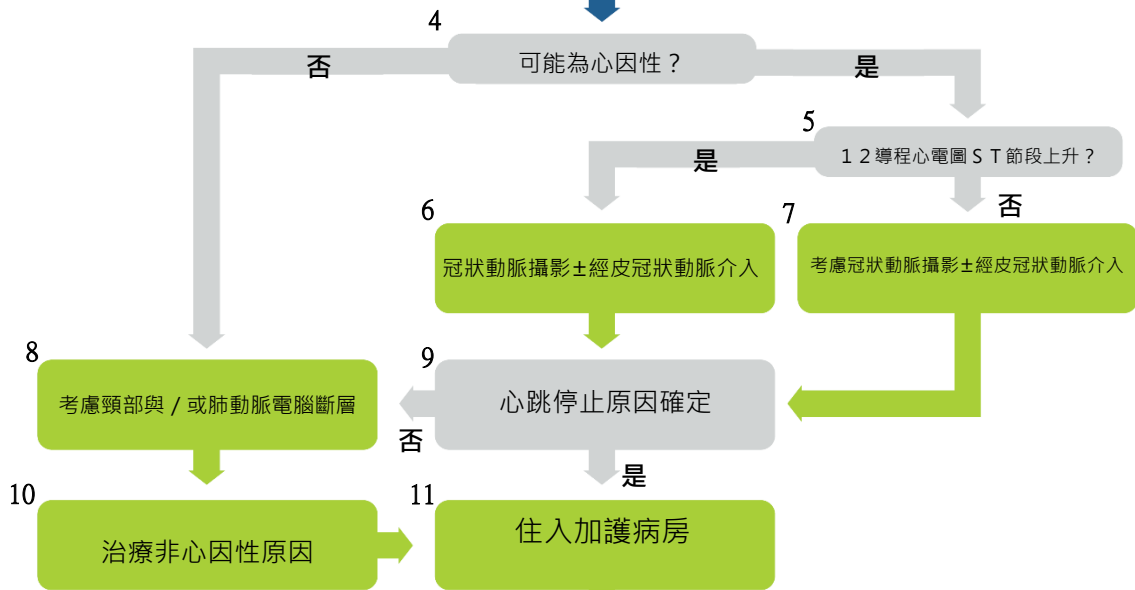 4
可能為心因性？
否
是
5
１２導程心電圖ＳＴ節段上升？
是
否
6
冠狀動脈攝影±經皮冠狀動脈介入
7
考慮冠狀動脈攝影±經皮冠狀動脈介入
8
考慮頸部與／或肺動脈電腦斷層
9
心跳停止原因確定
否
是
10
治療非心因性原因
11
住入加護病房